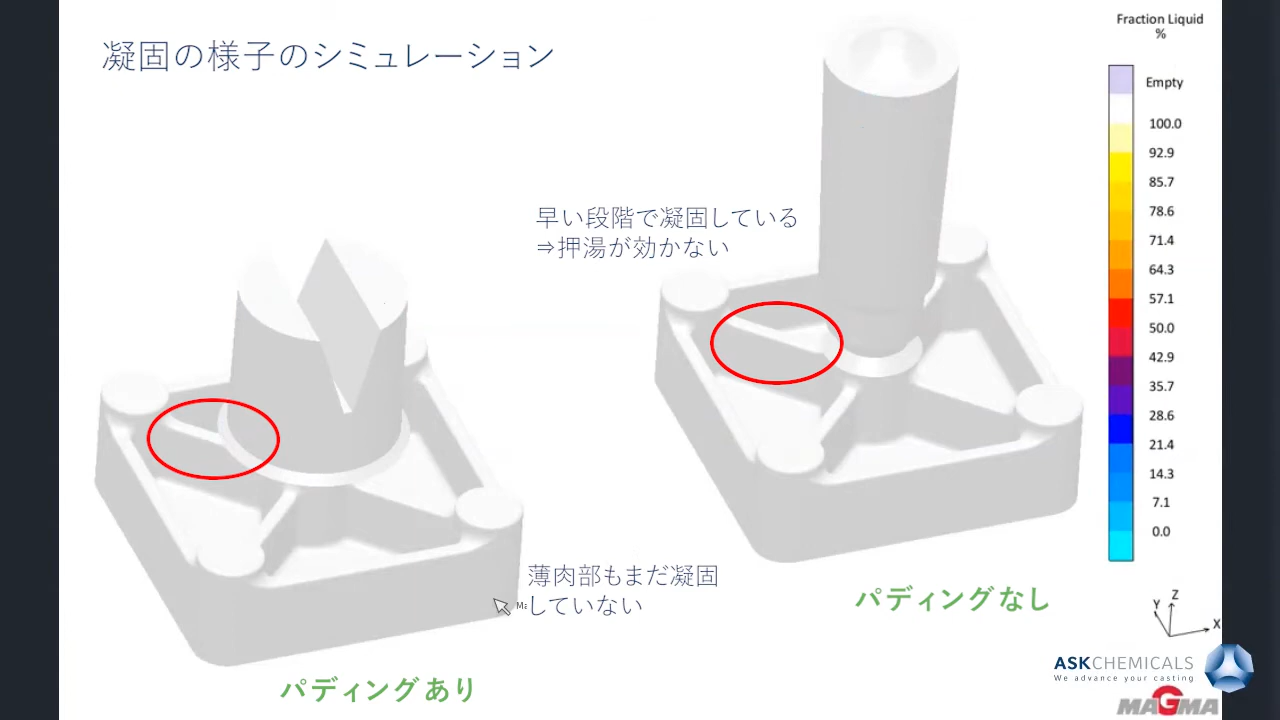 凝固の様子のシミュレーション
Fraction Liquid
%
Empty
100.0
92.9
85.7
78.6
71.4
64.3
57.1
50.0
42.9
35.7
28.6
21.4
14.3
7.1
0.0
早い段階で凝固している
⇒押湯が効かない
薄肉部もまだ凝固
していない
パディングなし
パディングあり
Y Z X
ASKCHEMICALS
We advance your casting
MAGMA